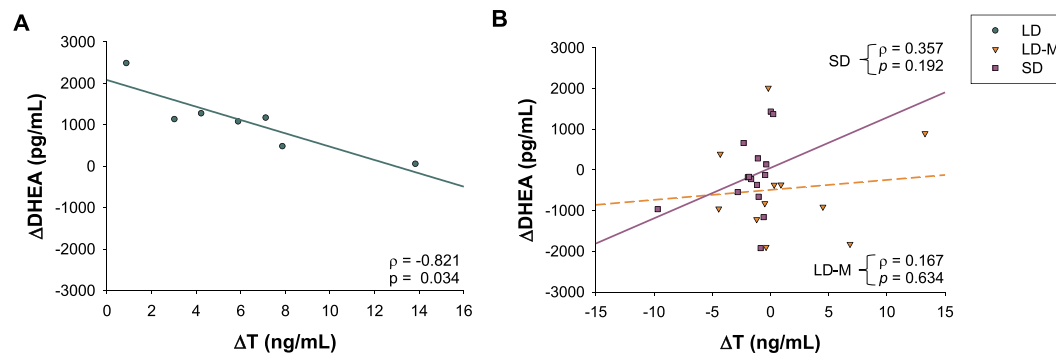 A
3000
2000
1000
0
-1000
-2000
-3000
ΔDHEA (pg/mL)
ρ = -0.821
p = 0.034
0 2 4 6 8 10 12 14 16
ΔT (ng/mL)
B
3000
2000
1000
0
-1000
-2000
-3000
ΔDHEA (pg/mL)
SD
ρ = 0.357
p = 0.192
LD-M
ρ = 0.167
p = 0.634
-15 -10 -5 0 5 10 15
ΔT (ng/mL)
LD
LD-M
SD